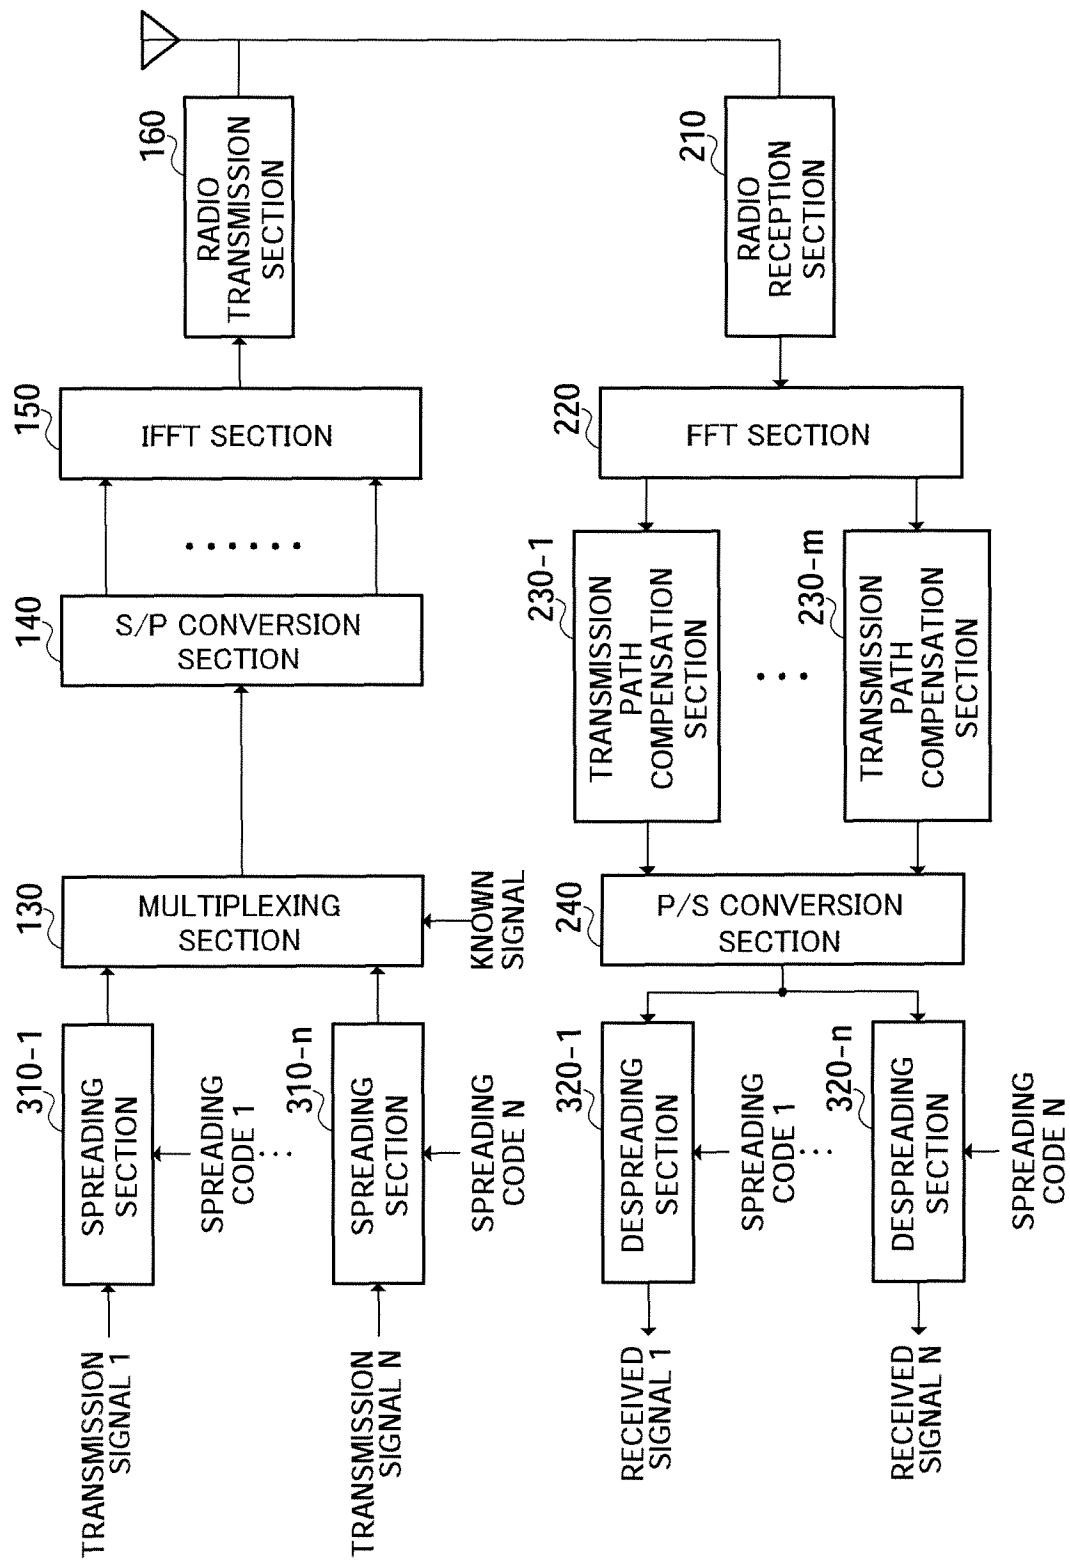 TRANSMISSION
SIGNAL 1
310-1
SPREADING
SECTION
SPREADING
CODE 1
TRANSMISSION
SIGNAL N
310-n
SPREADING
SECTION
SPREADING
CODE N
130
MULTIPLEXING
SECTION
KNOWN
SIGNAL
140
S/P CONVERSION
SECTION
150
IFFT SECTION
160
RADIO
TRANSMISSION
SECTION
210
RADIO
RECEPTION
SECTION
220
FFT SECTION
230-1
TRANSMISSION
PATH
COMPENSATION
SECTION
230-m
TRANSMISSION
PATH
COMPENSATION
SECTION
240
P/S CONVERSION
SECTION
320-1
DESPREADING
SECTION
SPREADING
CODE 1
RECEIVED
SIGNAL 1
320-n
DESPREADING
SECTION
SPREADING
CODE N
RECEIVED
SIGNAL N